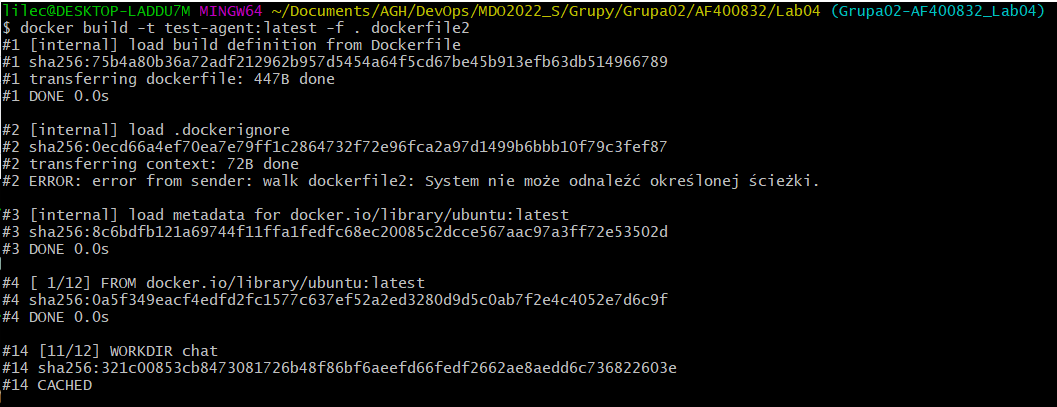 lilec@DESKTOP-LADDU7M MINGW64 ~/Documents/AGH/DevOps/MDO2022_S/Grupy/Grupa02/AF400832/Lab04 (Grupa02-AF400832_Lab04)
$ docker build -t test-agent:latest -f . dockerfile2
#1 [internal] load build definition from Dockerfile
#1 sha256:75b4a80b36a72adf212962b957d5454a64f5cd67be45b913efb63db514966789
#1 transferring dockerfile: 447B done
#1 DONE 0.0s
#2 [internal] load .dockerignore
#2 sha256:0ecd66a4ef70ea7e79ff1c2864732f72e96fca2a97d1499b6bbb10f79c3fef87
#2 transferring context: 72B done
#2 ERROR: error from sender: walk dockerfile2: System nie może odnaleźć określonej ścieżki.
#3 [internal] load metadata for docker.io/library/ubuntu:latest
#3 sha256:8c6bdfb121a69744f11ffa1fedfc68ec20085c2dcce567aac97a3ff72e53502d
#3 DONE 0.0s
#4 [ 1/12] FROM docker.io/library/ubuntu:latest
#4 sha256:0a5f349eacf4edfd2fc1577c637ef52a2ed3280d9d5c0ab7f2e4c4052e7d6c9f
#4 DONE 0.0s
#14 [11/12] WORKDIR chat
#14 sha256:321c00853cb8473081726b48f86bf6aeefd66fedf2662ae8aedd6c736822603e
#14 CACHED